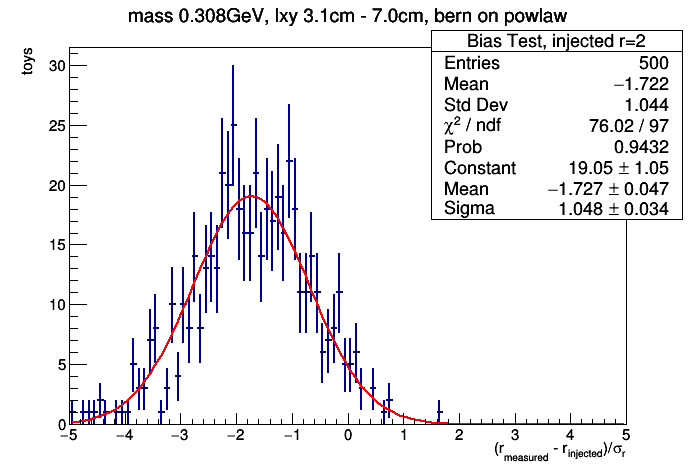 mass 0.308GeV, lxy 3.1cm - 7.0cm, bern on powlaw
toys
Bias Test, injected r=2
Entries 500
Mean −1.722
Std Dev 1.044
χ² / ndf 76.02 / 97
Prob 0.9432
Constant 19.05 ± 1.05
Mean −1.727 ± 0.047
Sigma 1.048 ± 0.034
30
25
20
15
10
5
0
−5 −4 −3 −2 −1 0 1 2 3 4 5
(r_measured - r_injected)/σ_r